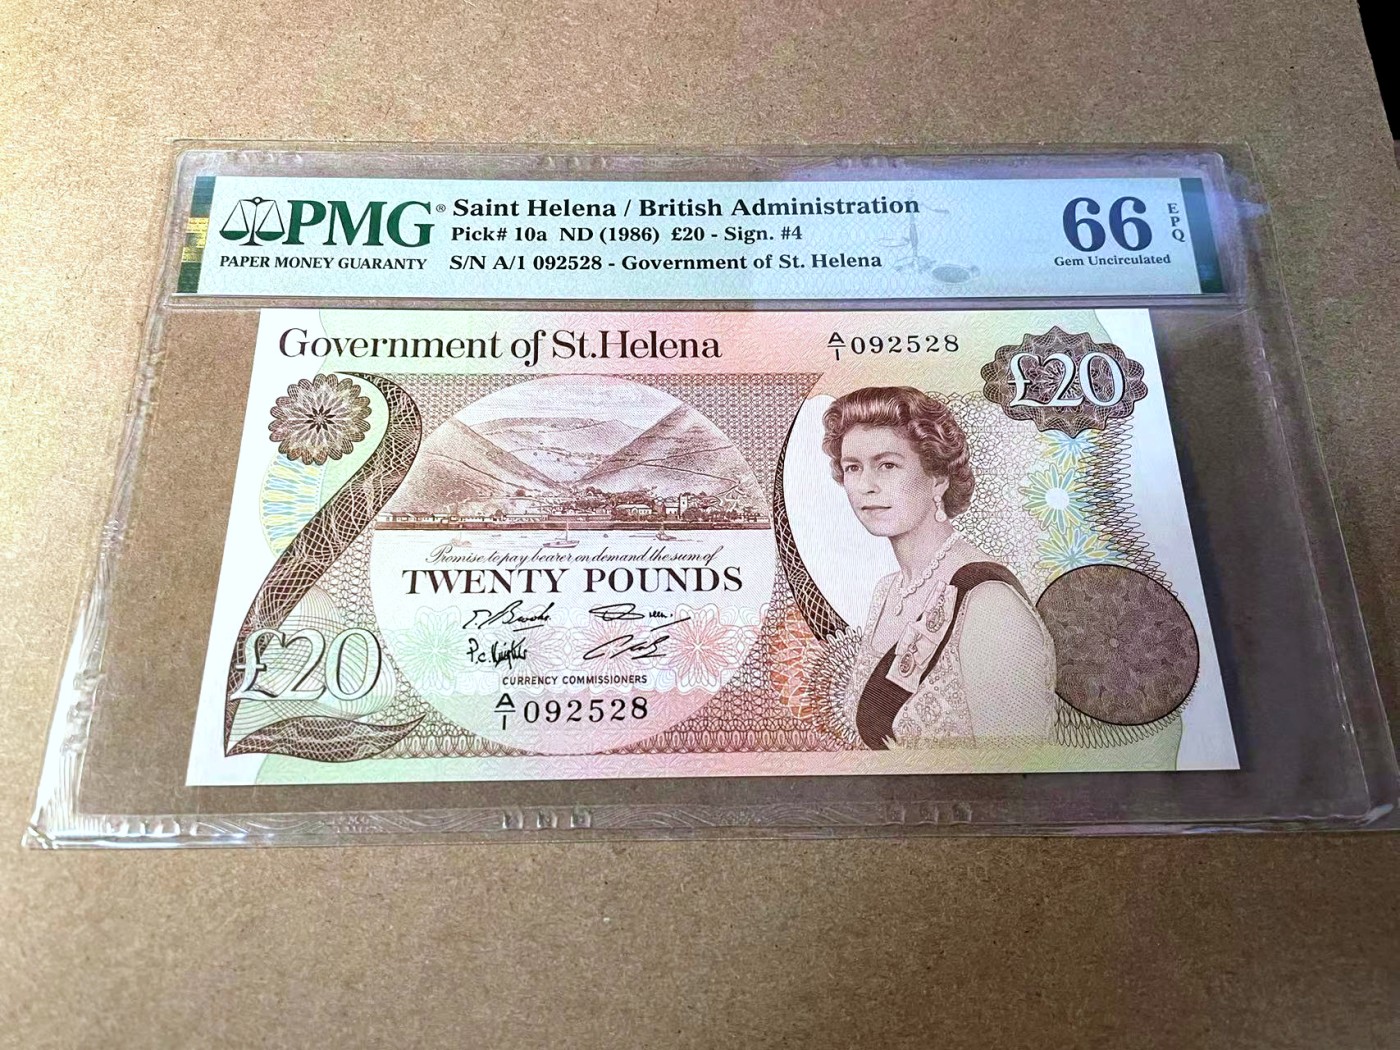 PMG®
PAPER MONEY GUARANTY
Saint Helena / British Administration
Pick# 10a ND (1986) £20 - Sign. #4
S/N A/1 092528 - Government of St. Helena
66
EPQ
Gem Uncirculated
Government of St.Helena
A/1 092528
£20
Promise to pay bearer on demand the sum of
TWENTY POUNDS
£20
CURRENCY COMMISSIONERS
A/1 092528